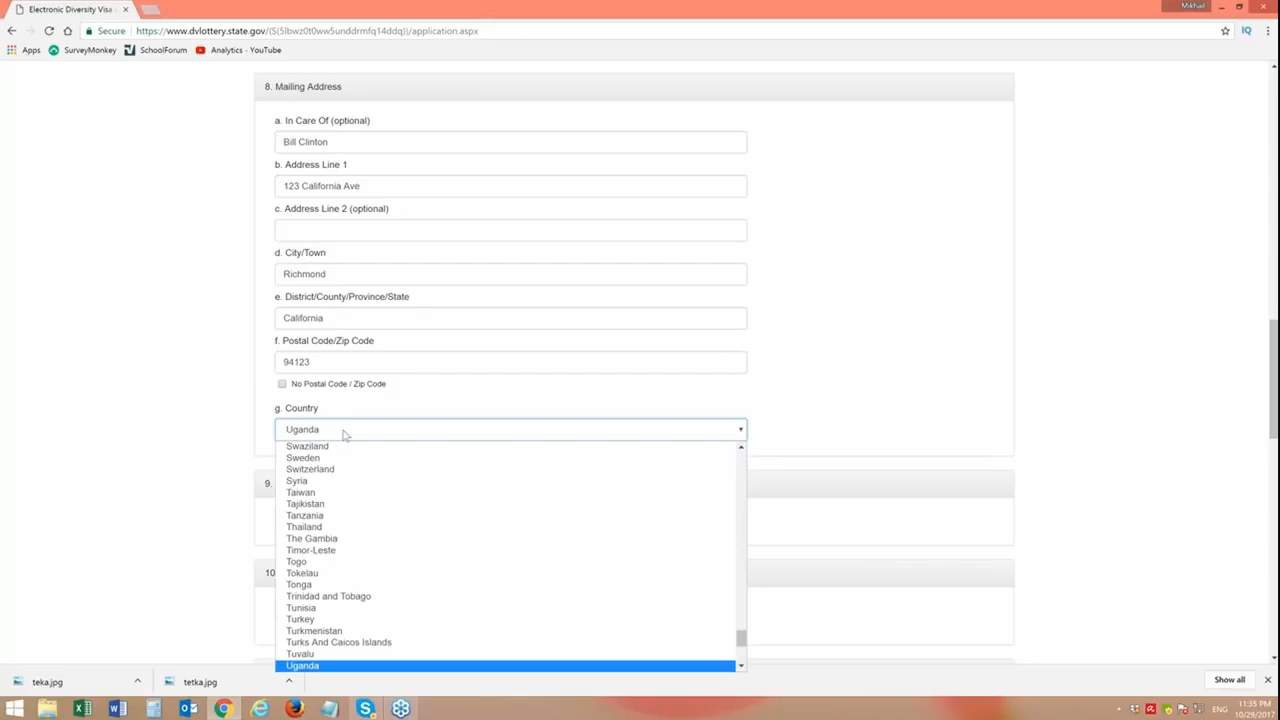 Electronic Diversity Visa
Mikhail
Secure
https://www.dvlottery.state.gov/(S(5lbwz0t0ww5unddrmfq14ddq))/application.aspx
Apps
SurveyMonkey
SchoolForum
Analytics - YouTube
8. Mailing Address
a. In Care Of (optional)
Bill Clinton
b. Address Line 1
123 California Ave
c. Address Line 2 (optional)
d. City/Town
Richmond
e. District/County/Province/State
California
f. Postal Code/Zip Code
94123
No Postal Code / Zip Code
g. Country
Uganda
Swaziland
Sweden
Switzerland
Syria
Taiwan
Tajikistan
Tanzania
Thailand
The Gambia
Timor-Leste
Togo
Tokelau
Tonga
Trinidad and Tobago
Tunisia
Turkey
Turkmenistan
Turks And Caicos Islands
Tuvalu
Uganda
9.
10
teka.jpg
tetka.jpg
Show all
ENG
11:35 PM
10/29/2017